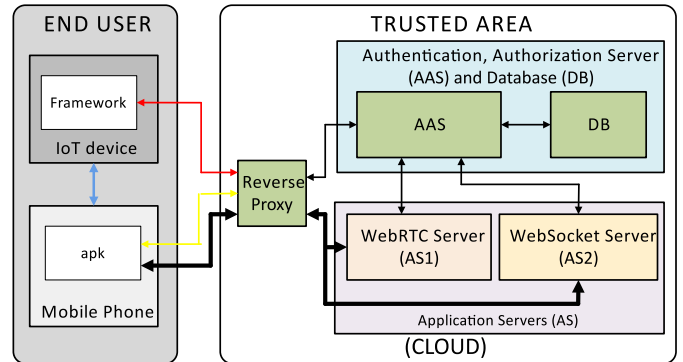 END USER
TRUSTED AREA
Framework
IoT device
apk
Mobile Phone
Reverse
Proxy
Authentication, Authorization Server
(AAS) and Database (DB)
AAS
DB
WebRTC Server
(AS1)
WebSocket Server
(AS2)
Application Servers (AS)
(CLOUD)